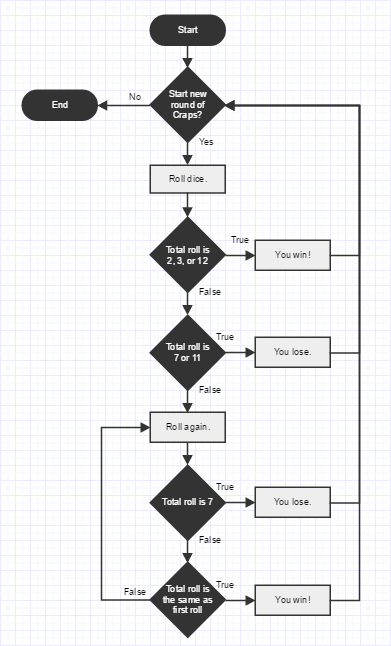 Start
Start new
round of
Craps?
No
End
Yes
Roll dice.
Total roll is
2, 3, or 12
True
You win!
False
Total roll is
7 or 11
True
You lose.
False
Roll again.
Total roll is 7
True
You lose.
False
Total roll is
the same as
first roll
False
True
You win!